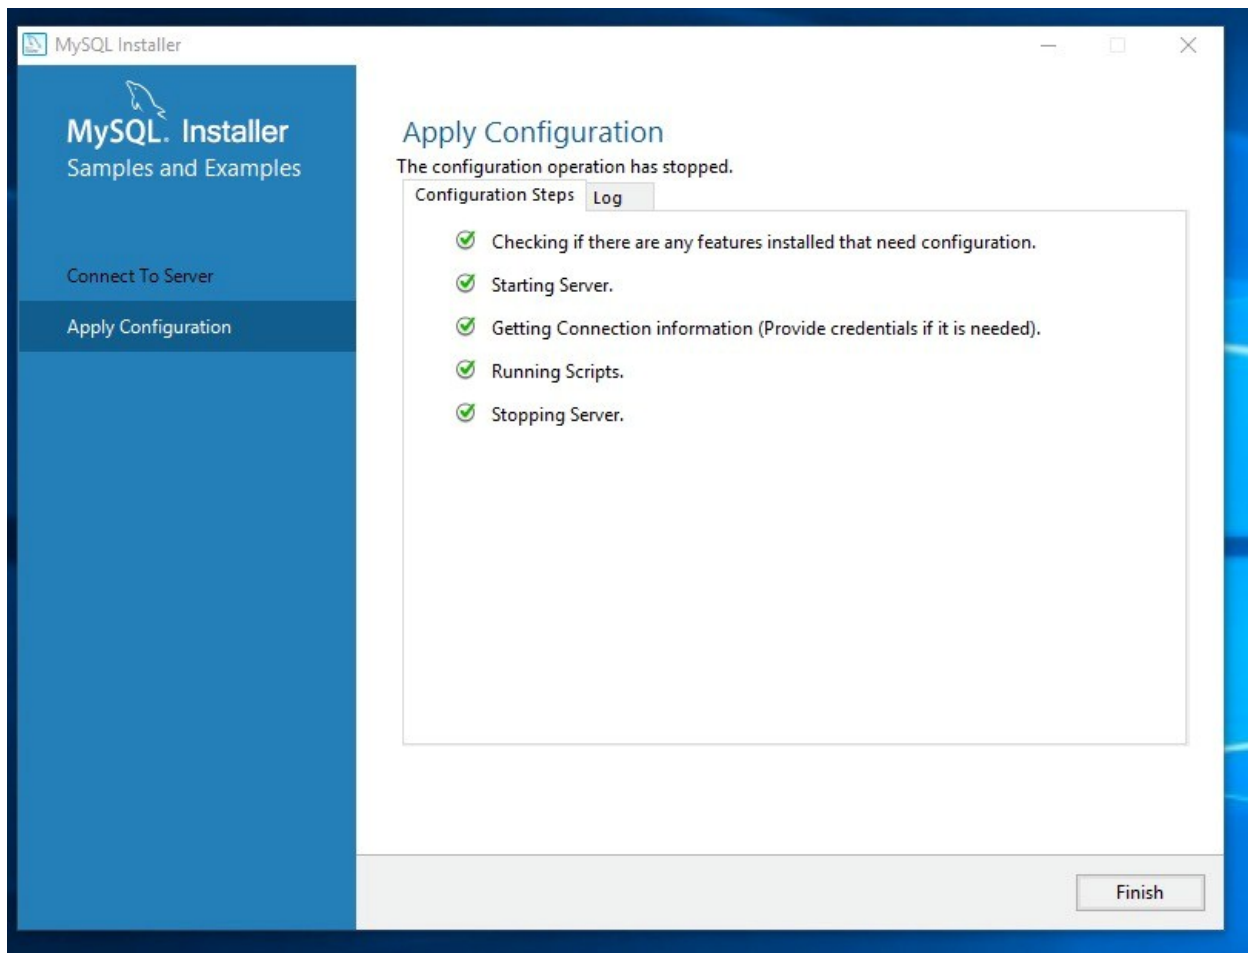 MySQL Installer
MySQL. Installer
Samples and Examples
Connect To Server
Apply Configuration
Apply Configuration
The configuration operation has stopped.
Configuration Steps
Log
Checking if there are any features installed that need configuration.
Starting Server.
Getting Connection information (Provide credentials if it is needed).
Running Scripts.
Stopping Server.
Finish